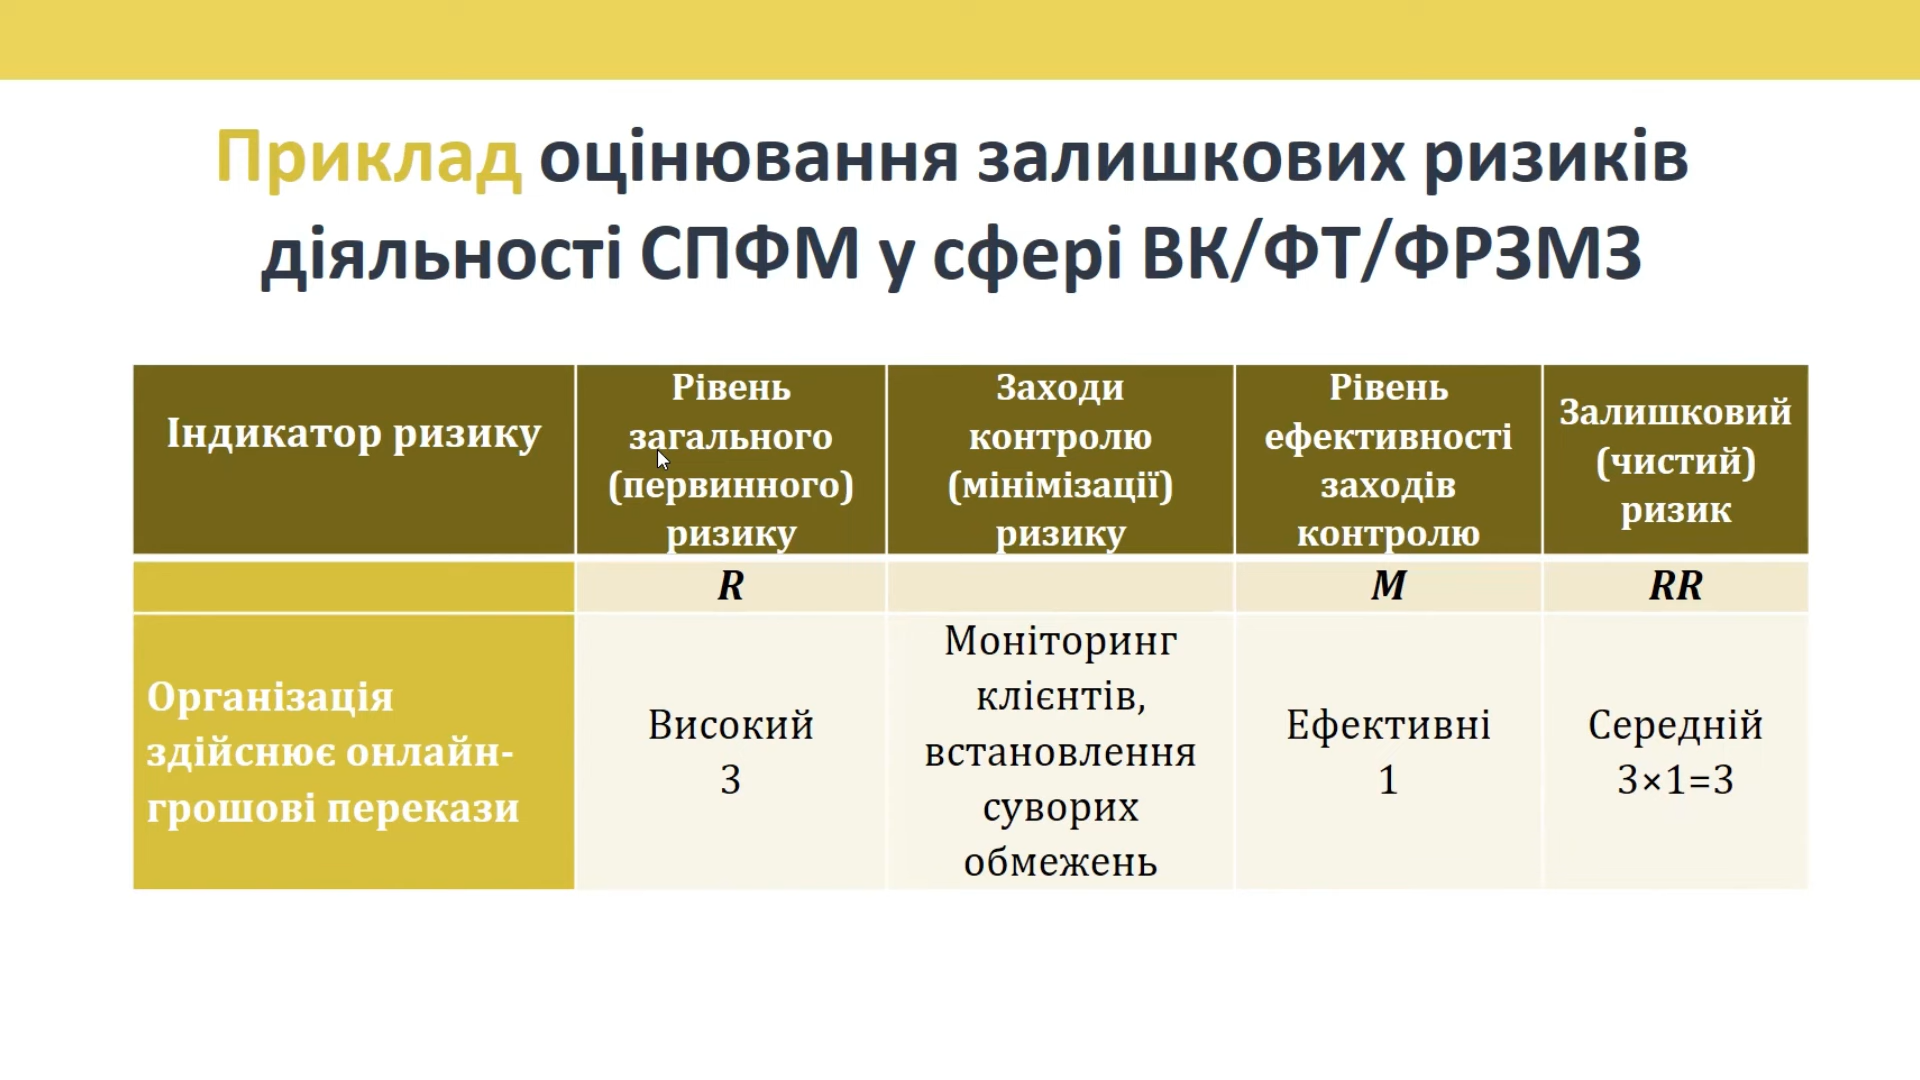 Приклад оцінювання залишкових ризиків
діяльності СПФМ у сфері ВК/ФТ/ФРЗМЗ
Індикатор ризику
Рівень
загального
(первинного)
ризику
Заходи
контролю
(мінімізації)
ризику
Рівень
ефективності
заходів
контролю
Залишковий
(чистий)
ризик
R
M
RR
Організація
здійснює онлайн-
грошові перекази
Високий
3
Моніторинг
клієнтів,
встановлення
суворих
обмежень
Ефективні
1
Середній
3×1=3